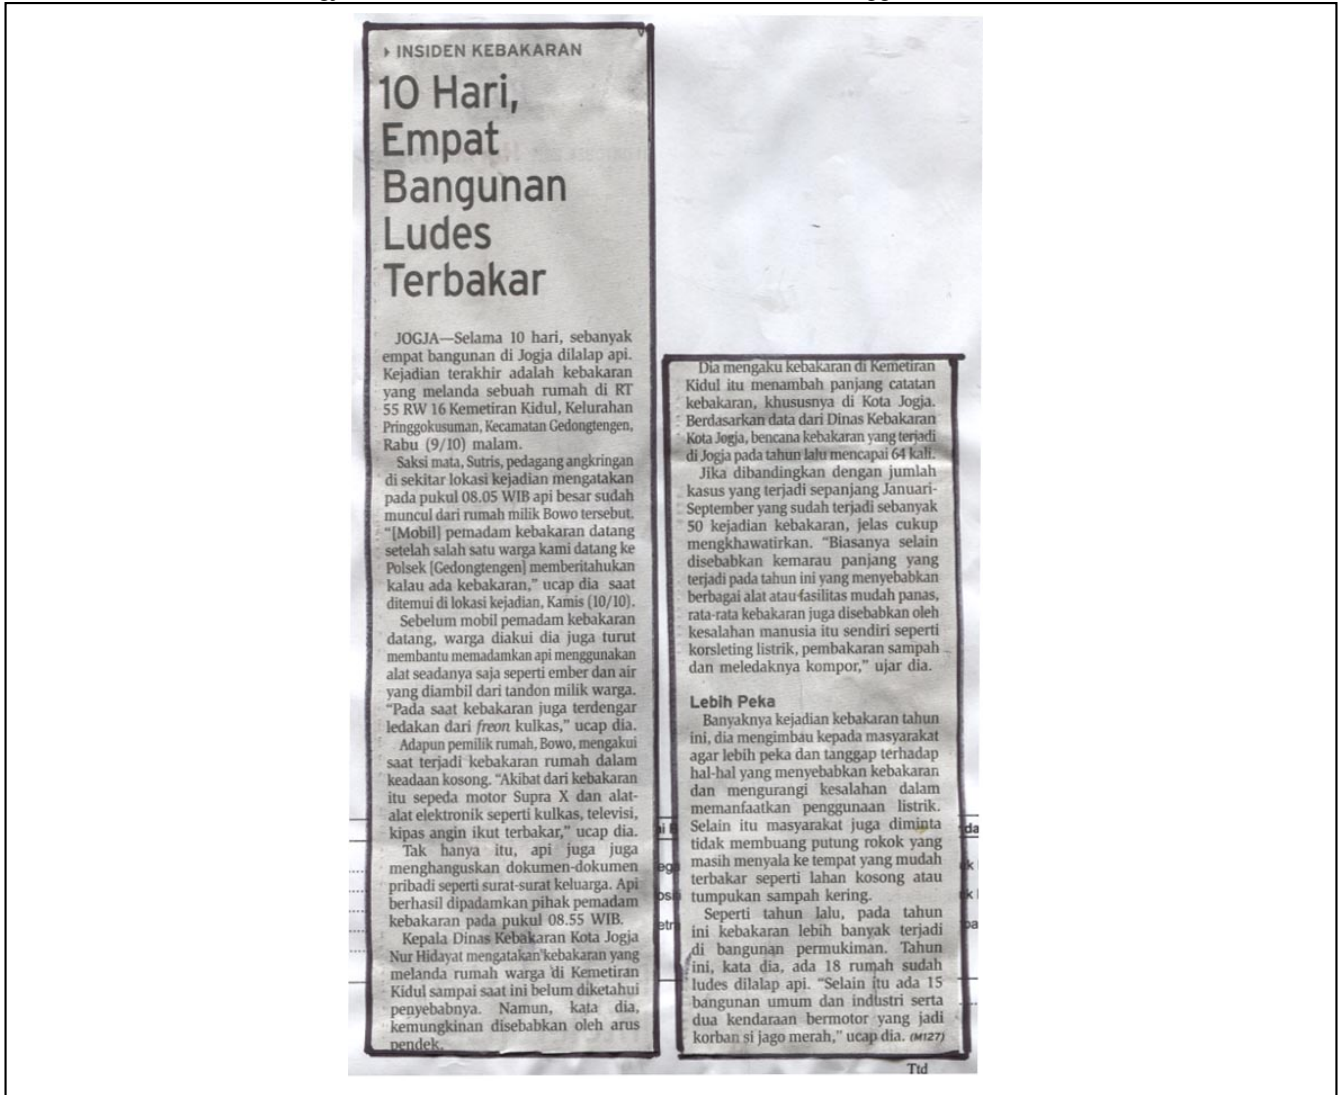 INSIDEN KEBAKARAN
10 Hari,
Empat
Bangunan
Ludes
Terbakar
JOGJA—Selama 10 hari, sebanyak
empat bangunan di Jogja dilalap api.
Kejadian terakhir adalah kebakaran
yang melanda sebuah rumah di RT
55 RW 16 Kemetiran Kidul, Kelurahan
Pringgokusuman, Kecamatan Gedongtengen,
Rabu (9/10) malam.
Saksi mata, Sutris, pedagang angkringan
di sekitar lokasi kejadian mengatakan
pada pukul 08.05 WIB api besar sudah
muncul dari rumah milik Bowo tersebut.
“[Mobil] pemadam kebakaran datang
setelah salah satu warga kami datang ke
Polsek [Gedongtengen] memberitahukan
kalau ada kebakaran,” ucap dia saat
ditemui di lokasi kejadian, Kamis (10/10).
Sebelum mobil pemadam kebakaran
datang, warga diakui dia juga turut
membantu memadamkan api menggunakan
alat seadanya saja seperti ember dan air
yang diambil dari tandon milik warga.
“Pada saat kebakaran juga terdengar
ledakan dari freon kulkas,” ucap dia.
Adapun pemilik rumah, Bowo, mengakui
saat terjadi kebakaran rumah dalam
keadaan kosong. “Akibat dari kebakaran
itu sepeda motor Supra X dan alat-
alat elektronik seperti kulkas, televisi,
kipas angin ikut terbakar,” ucap dia.
Tak hanya itu, api juga juga
menghanguskan dokumen-dokumen
pribadi seperti surat-surat keluarga. Api
berhasil dipadamkan pihak pemadam
kebakaran pada pukul 08.55 WIB.
Kepala Dinas Kebakaran Kota Jogja
Nur Hidayat mengatakan kebakaran yang
melanda rumah warga di Kemetiran
Kidul sampai saat ini belum diketahui
penyebabnya. Namun, kata dia,
kemungkinan disebabkan oleh arus
pendek.
Dia mengaku kebakaran di Kemetiran
Kidul itu menambah panjang catatan
kebakaran, khususnya di Kota Jogja.
Berdasarkan data dari Dinas Kebakaran
Kota Jogja, bencana kebakaran yang terjadi
di Jogja pada tahun lalu mencapai 64 kali.
Jika dibandingkan dengan jumlah
kasus yang terjadi sepanjang Januari-
September yang sudah terjadi sebanyak
50 kejadian kebakaran, jelas cukup
mengkhawatirkan. “Biasanya selain
disebabkan kemarau panjang yang
terjadi pada tahun ini yang menyebabkan
berbagai alat atau fasilitas mudah panas,
rata-rata kebakaran juga disebabkan oleh
kesalahan manusia itu sendiri seperti
korsleting listrik, pembakaran sampah
dan meledaknya kompor,” ujar dia.
Lebih Peka
Banyaknya kejadian kebakaran tahun
ini, dia mengimbau kepada masyarakat
agar lebih peka dan tanggap terhadap
hal-hal yang menyebabkan kebakaran
dan mengurangi kesalahan dalam
memanfaatkan penggunaan listrik.
Selain itu masyarakat juga diminta
tidak membuang putung rokok yang
masih menyala ke tempat yang mudah
terbakar seperti lahan kosong atau
tumpukan sampah kering.
Seperti tahun lalu, pada tahun
ini kebakaran lebih banyak terjadi
di bangunan permukiman. Tahun
ini, kata dia, ada 18 rumah sudah
ludes dilalap api. “Selain itu ada 15
bangunan umum dan industri serta
dua kendaraan bermotor yang jadi
korban si jago merah,” ucap dia. (M127)
Ttd